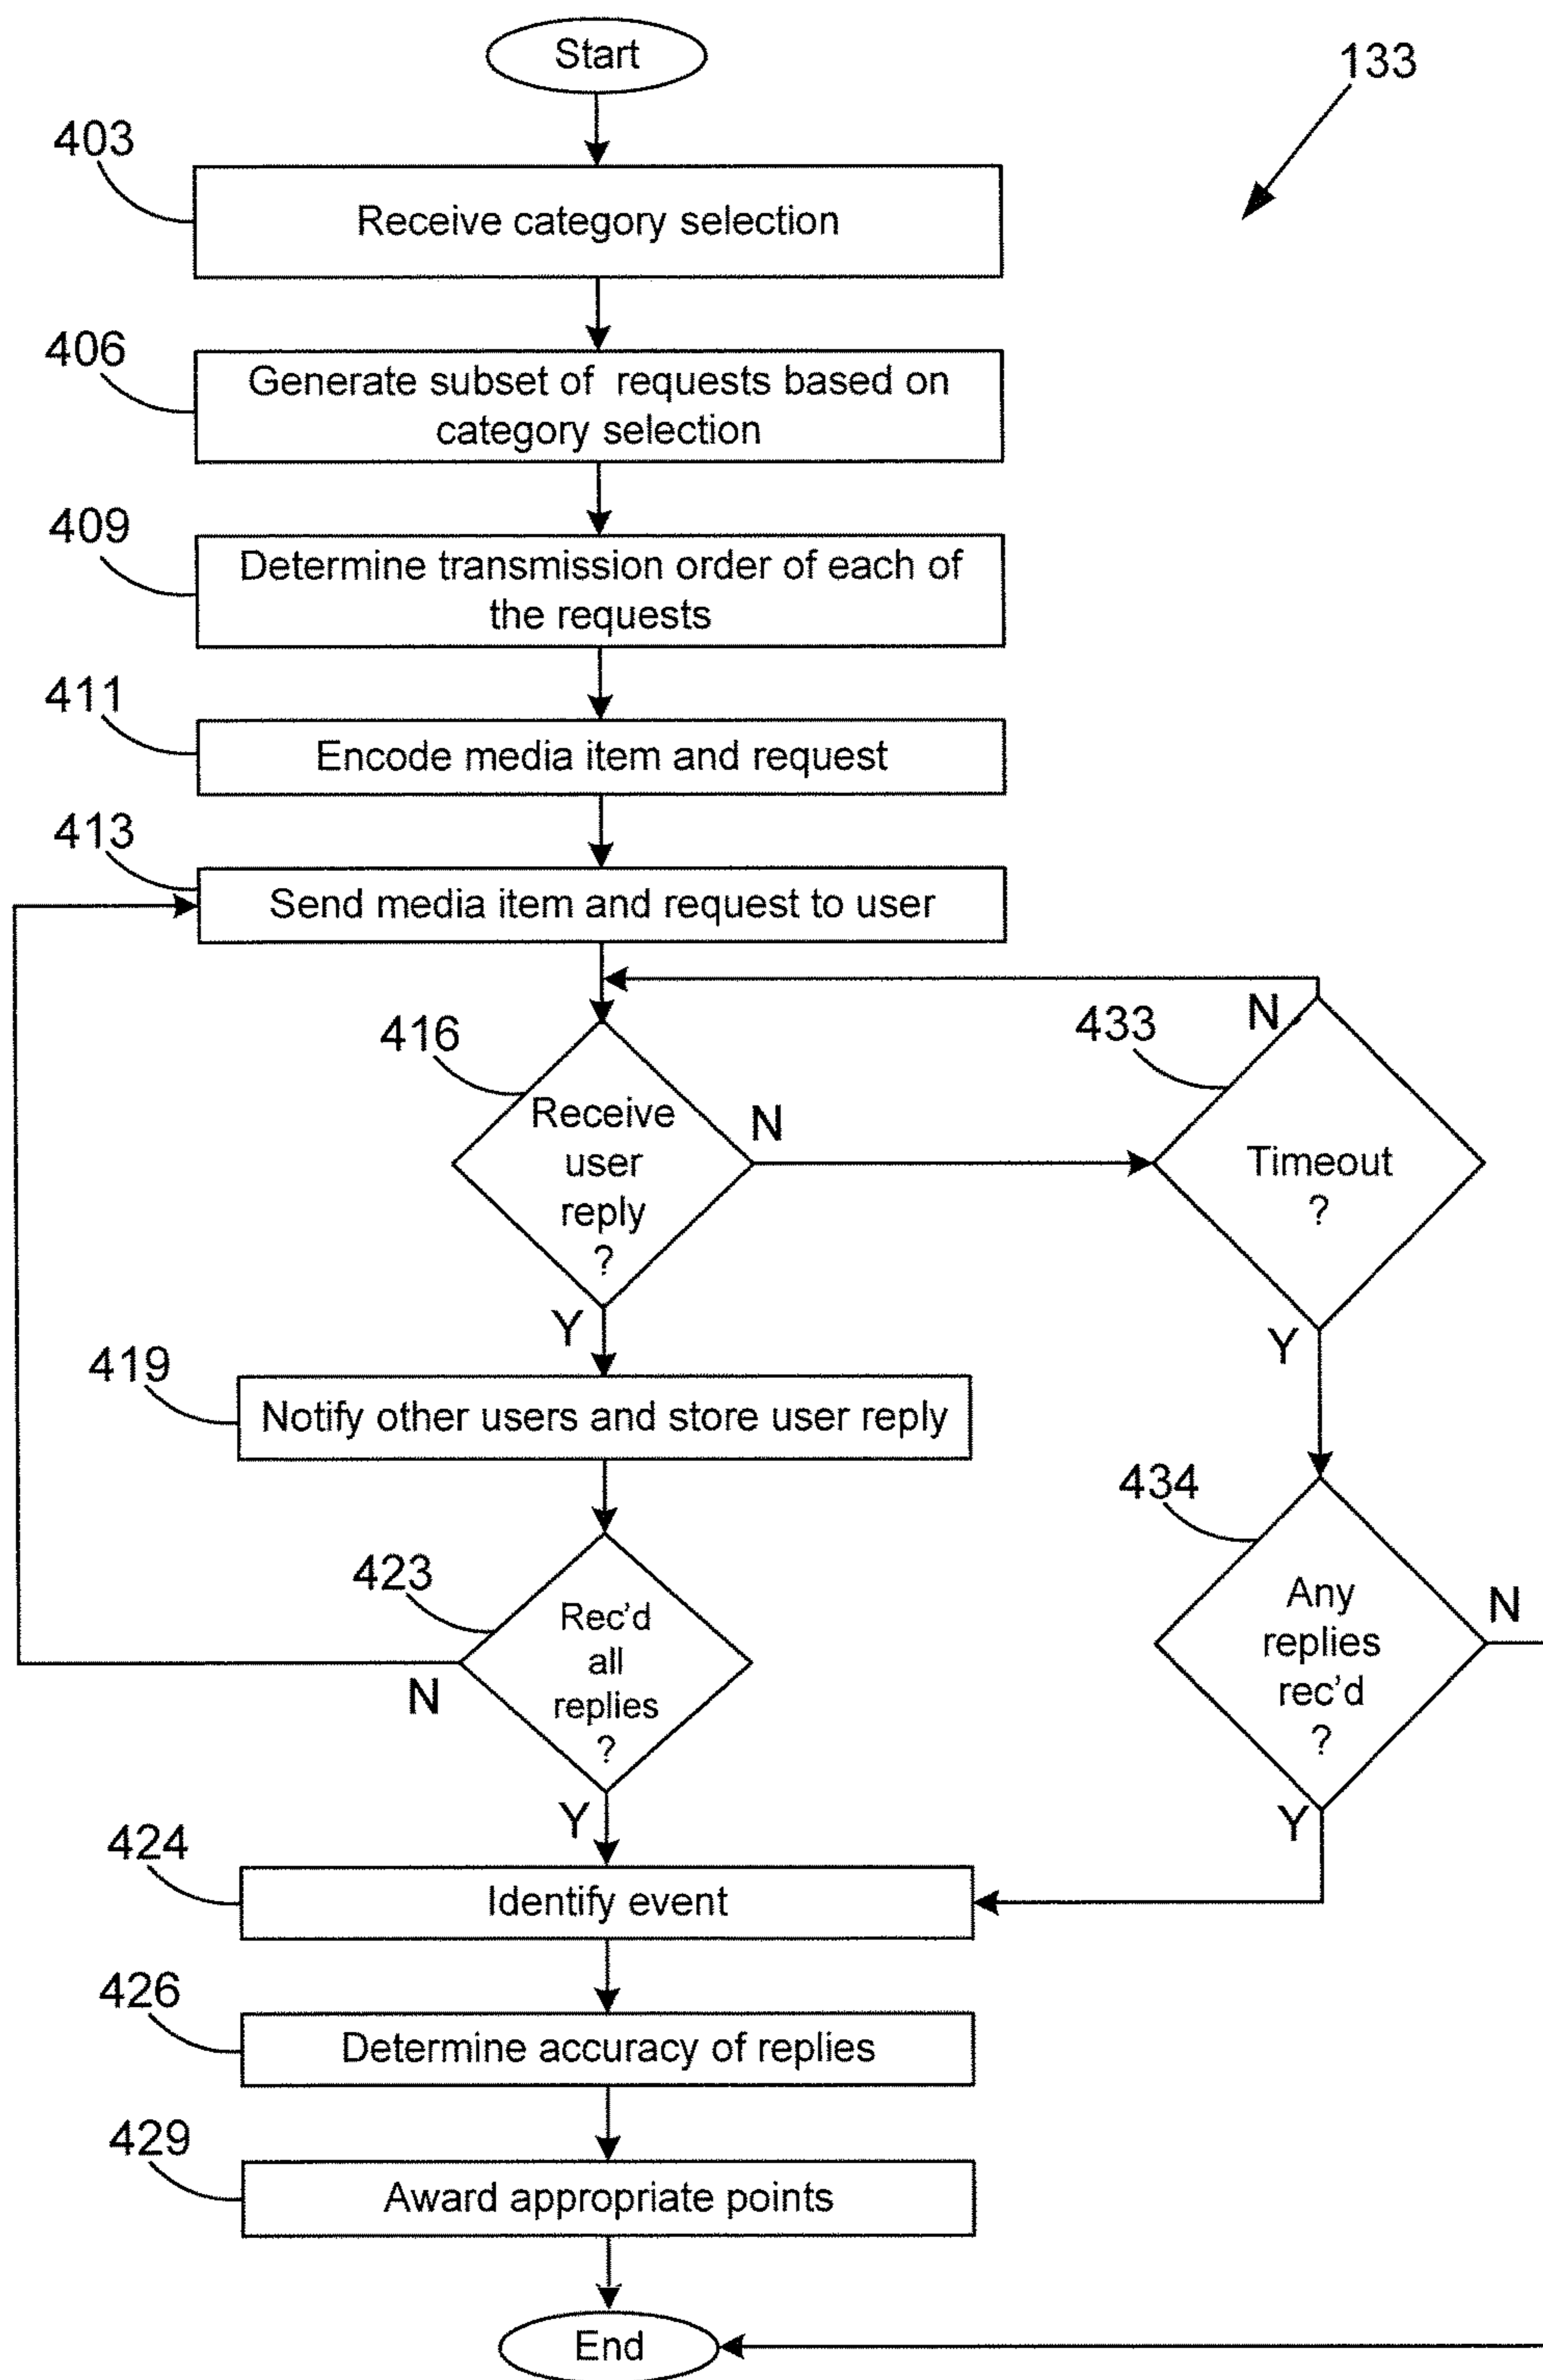 Start
133
403
Receive category selection
406
Generate subset of requests based on
category selection
409
Determine transmission order of each of
the requests
411
Encode media item and request
413
Send media item and request to user
416
Receive
user
reply
?
N
Y
433
N
Timeout
?
Y
419
Notify other users and store user reply
423
Rec'd
all
replies
?
N
Y
434
Any
replies
rec'd
?
N
Y
424
Identify event
426
Determine accuracy of replies
429
Award appropriate points
End